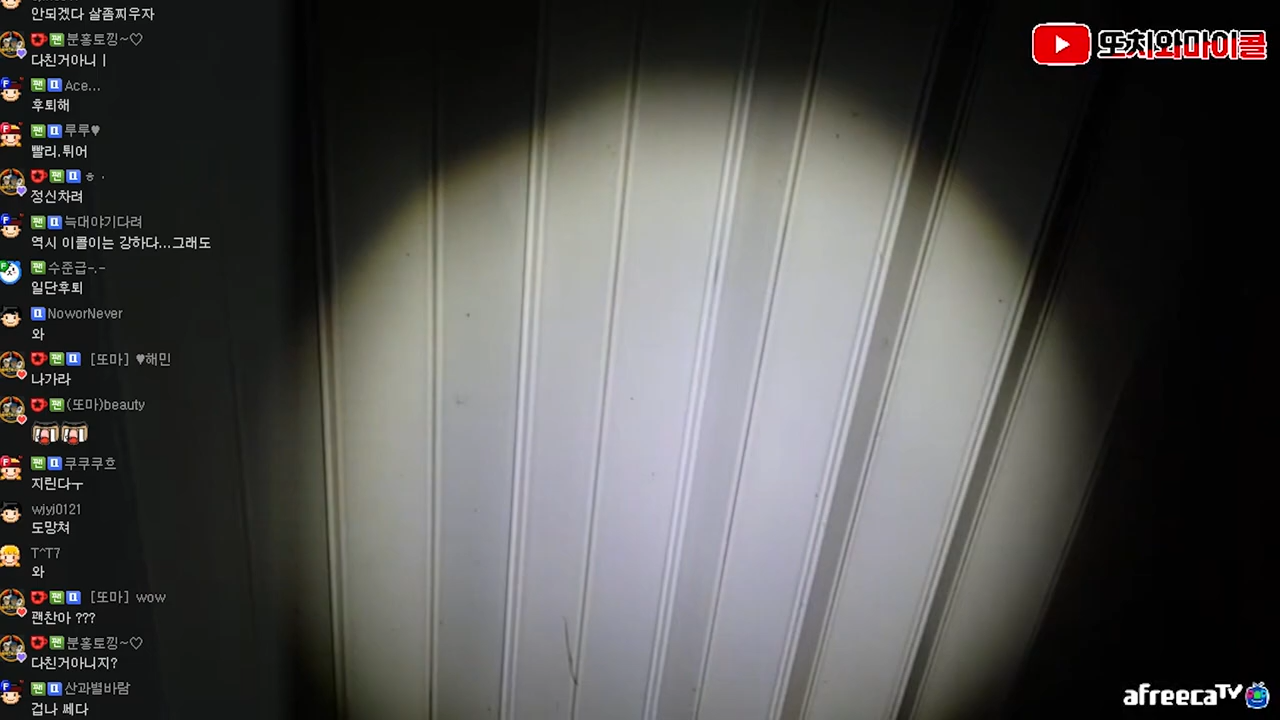 안되겠다 살좀찌우자
분홍토낑~♡
다친거아니ㅣ
Ace...
후퇴해
루루♥
빨리.튀어
ㅎ .
정신차려
늑대야기다려
역시 이콜이는 강하다...그래도
수준급-.-
일단후퇴
NoworNever
와
[또마] ♥해민
나가라
(또마)beauty
쿠쿠쿠흐
지린다ㅜ
wjyj0121
도망쳐
T^T7
와
[또마] wow
괜찬아 ???
분홍토낑~♡
다친거아니지?
산과별바람
겁나 쎄다
또치와마이콜
afreecaTV